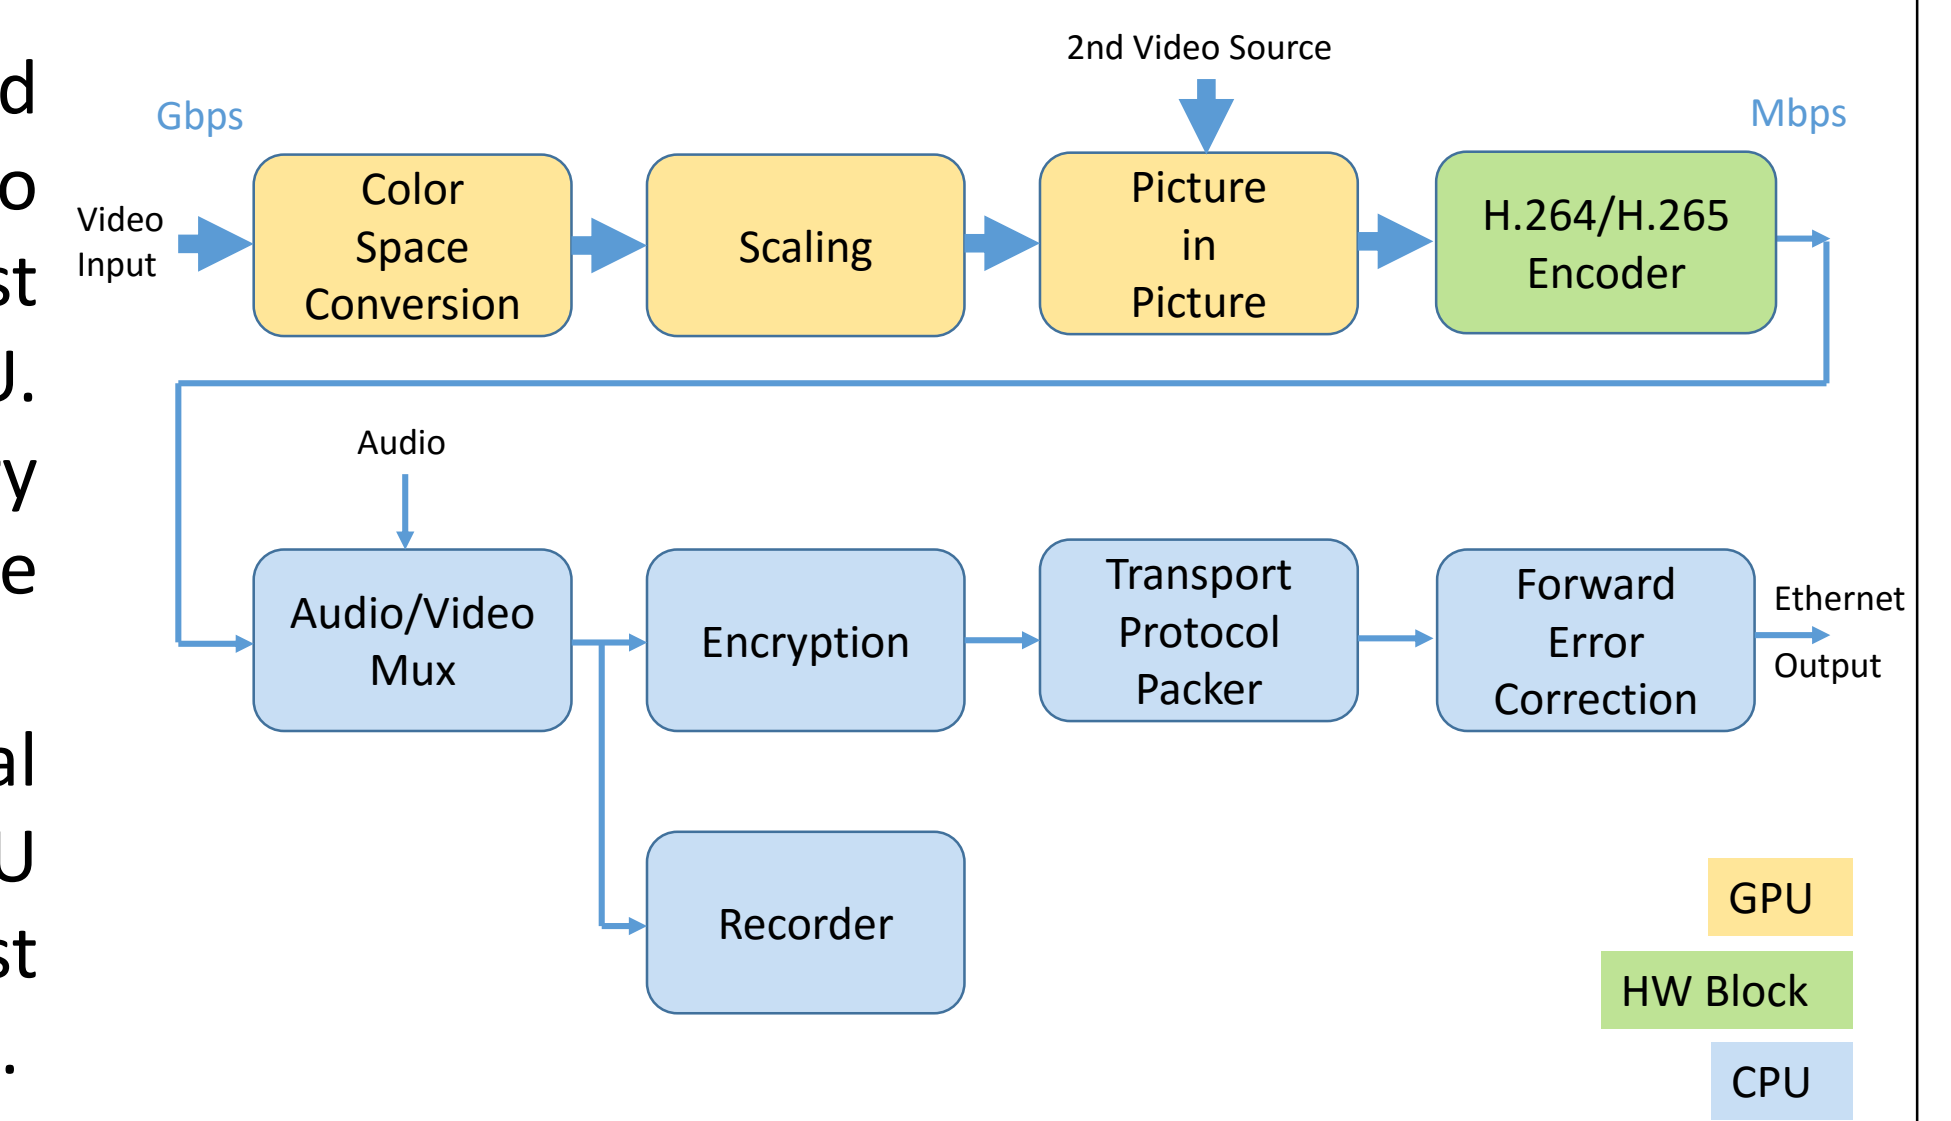 2nd Video Source
Gbps
Mbps
Video
Input
Color
Space
Conversion
Scaling
Picture
in
Picture
H.264/H.265
Encoder
Audio
Audio/Video
Mux
Encryption
Transport
Protocol
Packer
Forward
Error
Correction
Ethernet
Output
Recorder
GPU
HW Block
CPU